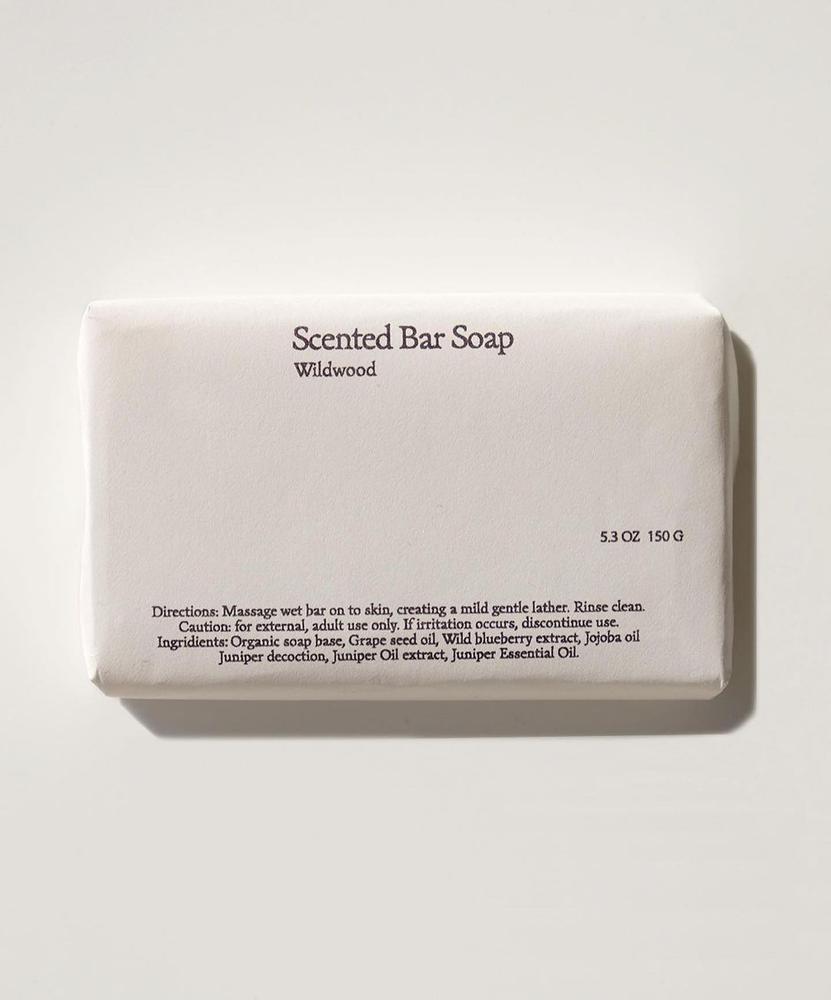 Scented Bar Soap
Wildwood
5.3 OZ 150 G
Directions: Massage wet bar on to skin, creating a mild gentle lather. Rinse clean.
Caution: for external, adult use only. If irritation occurs, discontinue use.
Ingridients: Organic soap base, Grape seed oil, Wild blueberry extract, Jojoba oil
Juniper decoction, Juniper Oil extract, Juniper Essential Oil.